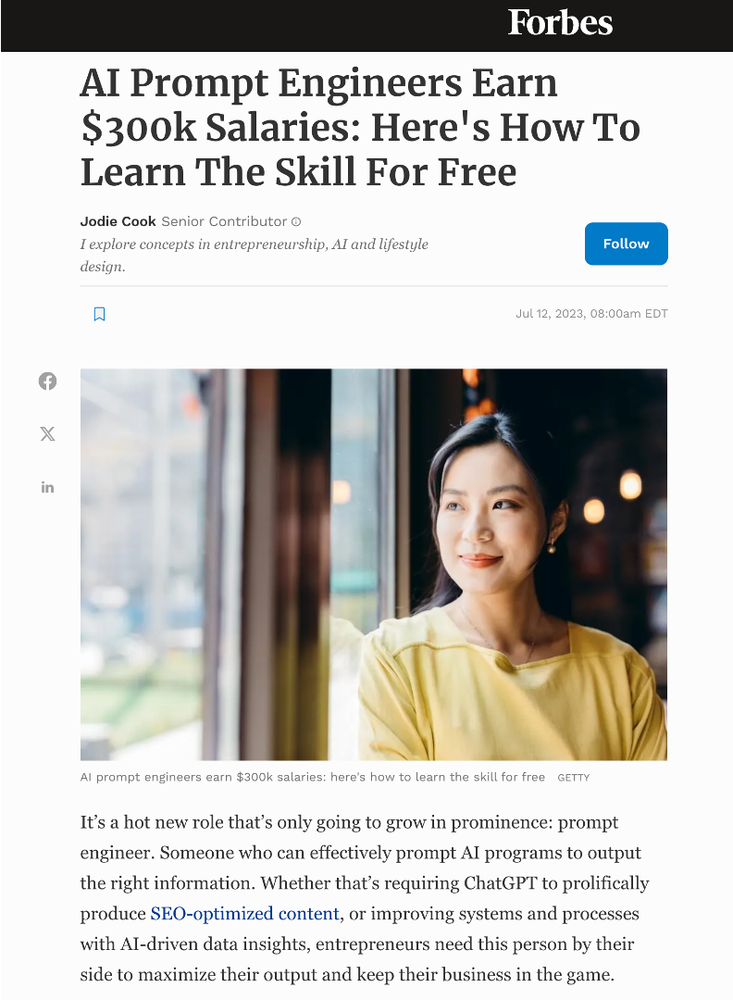 Forbes
AI Prompt Engineers Earn
$300k Salaries: Here's How To
Learn The Skill For Free
Jodie Cook Senior Contributor
I explore concepts in entrepreneurship, AI and lifestyle
design.
Follow
Jul 12, 2023, 08:00am EDT
in
AI prompt engineers earn $300k salaries: here's how to learn the skill for free GETTY
It’s a hot new role that’s only going to grow in prominence: prompt
engineer. Someone who can effectively prompt AI programs to output
the right information. Whether that’s requiring ChatGPT to prolifically
produce SEO-optimized content, or improving systems and processes
with AI-driven data insights, entrepreneurs need this person by their
side to maximize their output and keep their business in the game.